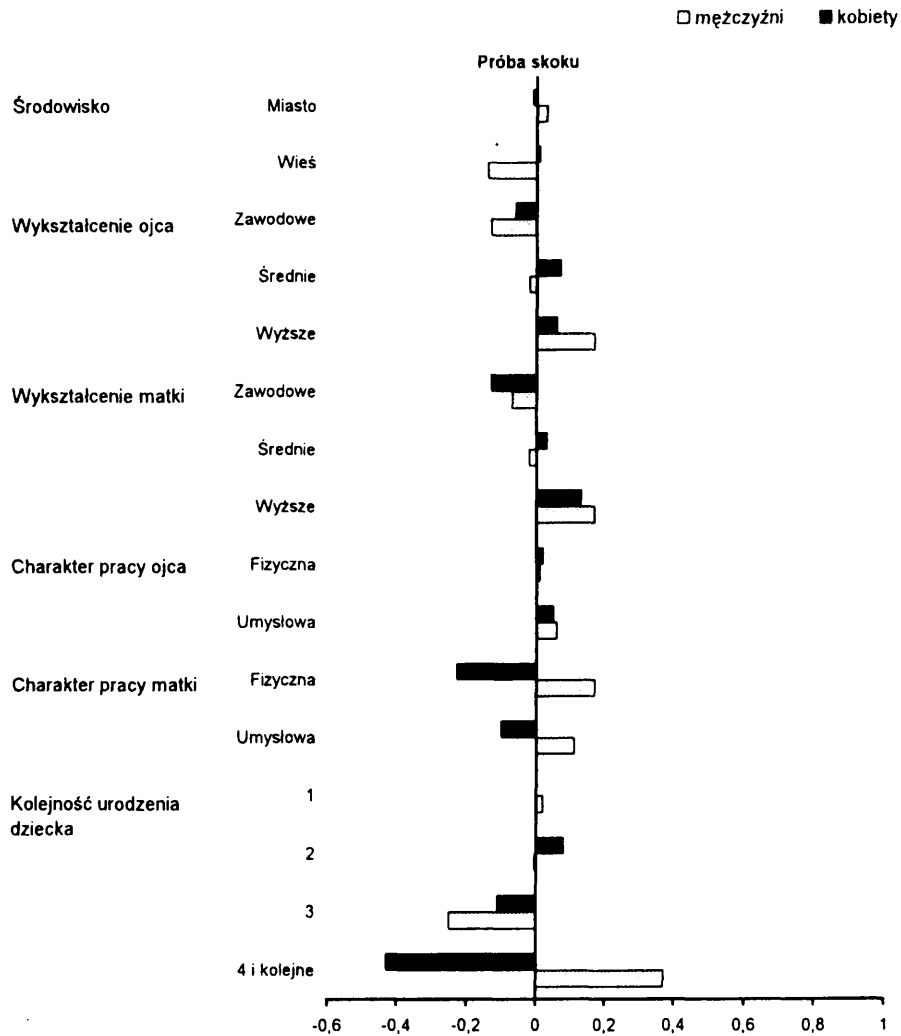 mężczyźni kobiety
Próba skoku
Środowisko Miasto
Wieś
Wykształcenie ojca Zawodowe
Średnie
Wyższe
Wykształcenie matki Zawodowe
Średnie
Wyższe
Charakter pracy ojca Fizyczna
Umysłowa
Charakter pracy matki Fizyczna
Umysłowa
Kolejność urodzenia 1
dziecka
2
3
4 i kolejne
-0,6 -0,4 -0,2 0 0,2 0,4 0,6 0,8 1